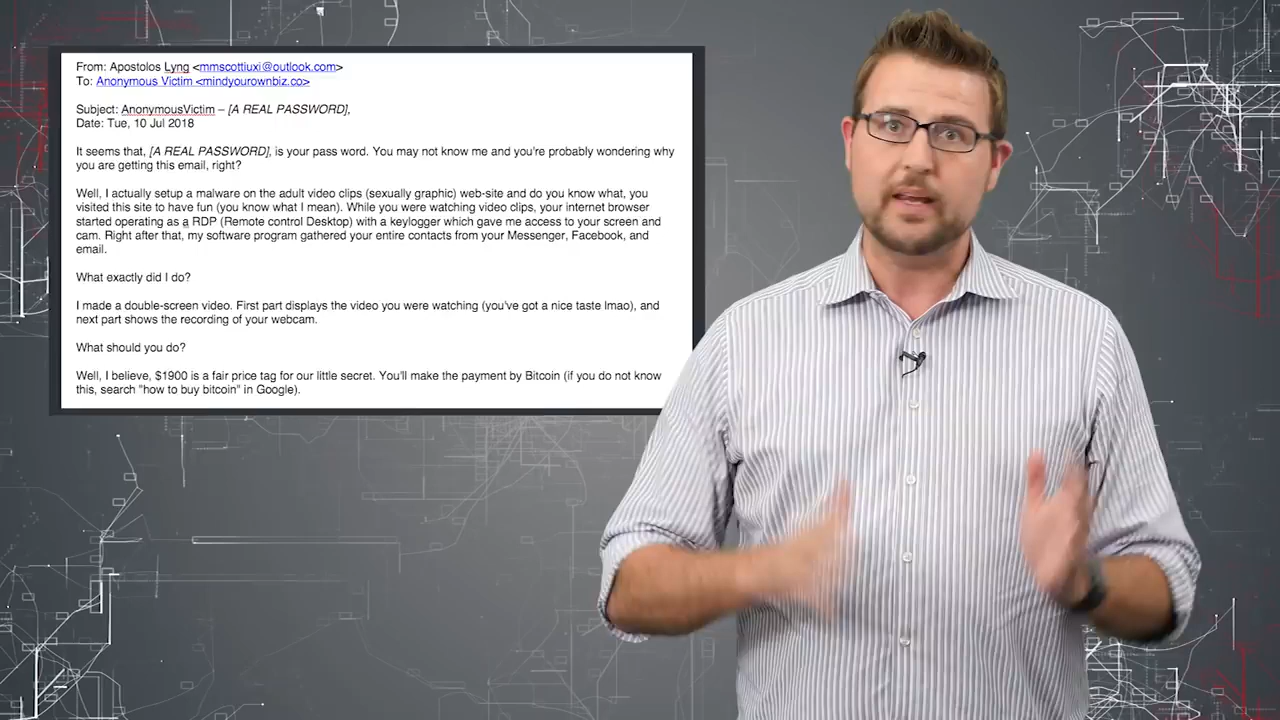 From: Apostolos Lyng <mmscottiuxi@outlook.com>
To: Anonymous Victim <mindyourownbiz.co>
Subject: AnonymousVictim – [A REAL PASSWORD],
Date: Tue, 10 Jul 2018
It seems that, [A REAL PASSWORD], is your pass word. You may not know me and you're probably wondering why
you are getting this email, right?
Well, I actually setup a malware on the adult video clips (sexually graphic) web-site and do you know what, you
visited this site to have fun (you know what I mean). While you were watching video clips, your internet browser
started operating as a RDP (Remote control Desktop) with a keylogger which gave me access to your screen and
cam. Right after that, my software program gathered your entire contacts from your Messenger, Facebook, and
email.
What exactly did I do?
I made a double-screen video. First part displays the video you were watching (you've got a nice taste lmao), and
next part shows the recording of your webcam.
What should you do?
Well, I believe, $1900 is a fair price tag for our little secret. You'll make the payment by Bitcoin (if you do not know
this, search "how to buy bitcoin" in Google).